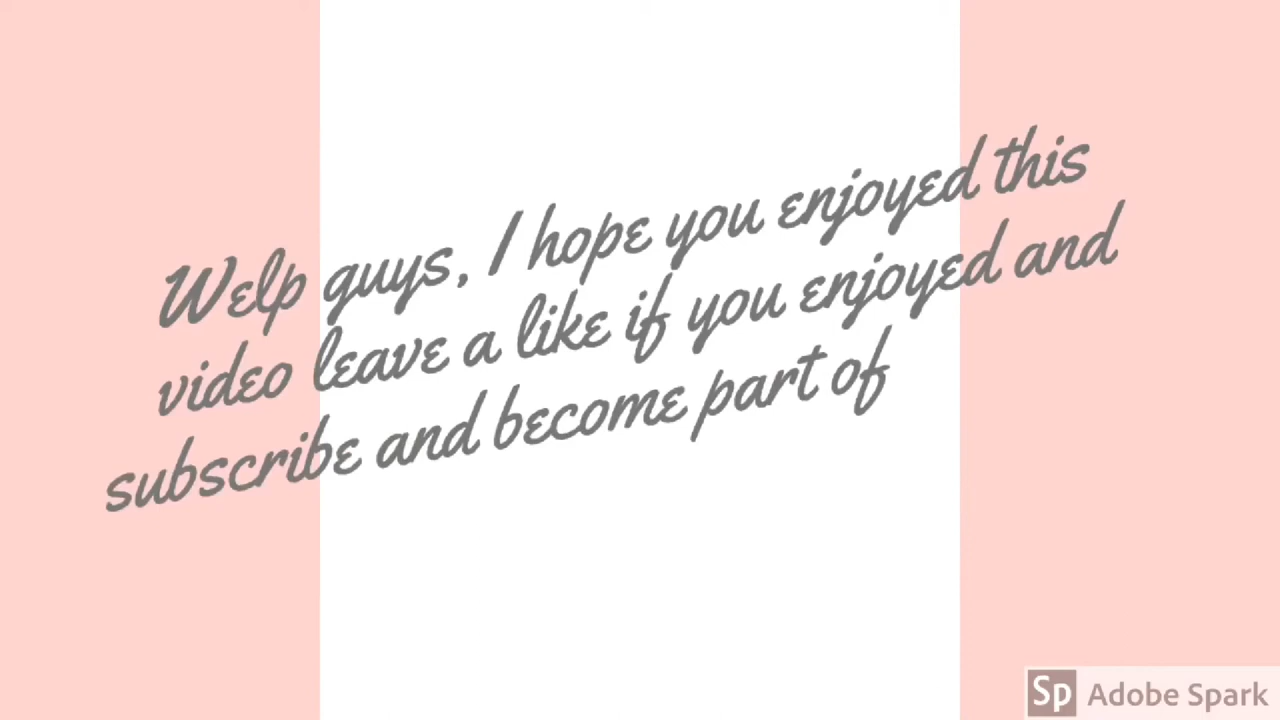 Welp guys, I hope you enjoyed this
video leave a like if you enjoyed and
subscribe and become part of
Sp Adobe Spark